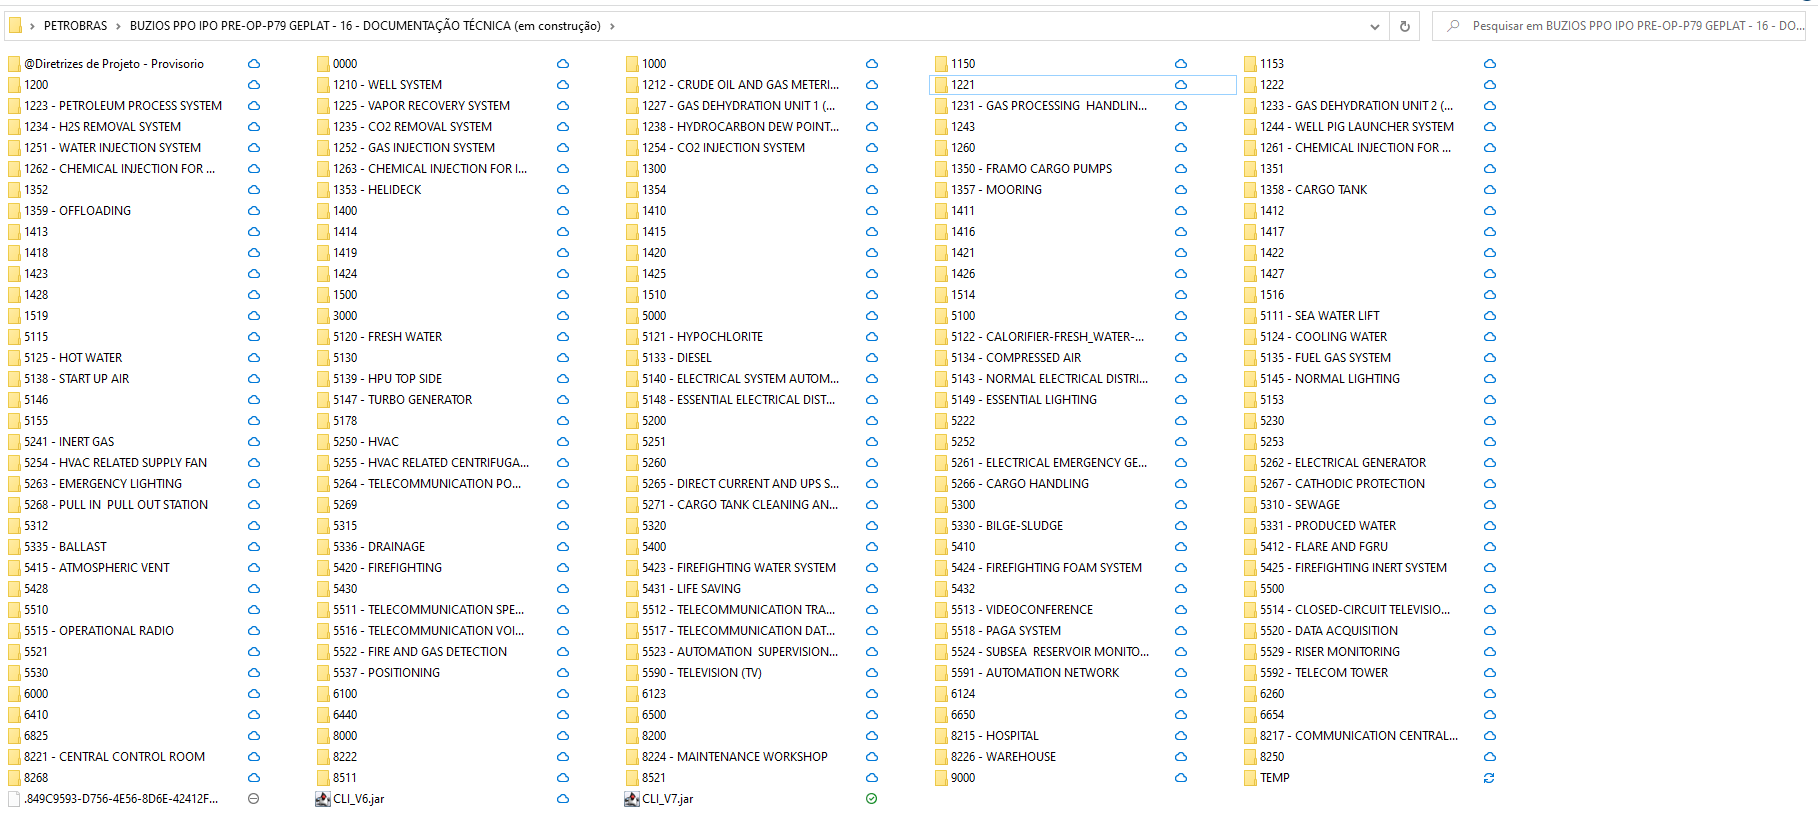 PETROBRAS > BUZIOS PPO IPO PRE-OP-P79 GEPLAT - 16 - DOCUMENTAÇÃO TÉCNICA (em construção) >
Pesquisar em BUZIOS PPO IPO PRE-OP-P79 GEPLAT - 16 - DO...
@Diretrizes de Projeto - Provisorio 0000 1000 1150 1153
1200 1210 - WELL SYSTEM 1212 - CRUDE OIL AND GAS METERI... 1221 1222
1223 - PETROLEUM PROCESS SYSTEM 1225 - VAPOR RECOVERY SYSTEM 1227 - GAS DEHYDRATION UNIT 1 (... 1231 - GAS PROCESSING  HANDLIN... 1233 - GAS DEHYDRATION UNIT 2 (...
1234 - H2S REMOVAL SYSTEM 1235 - CO2 REMOVAL SYSTEM 1238 - HYDROCARBON DEW POINT... 1243 1244 - WELL PIG LAUNCHER SYSTEM
1251 - WATER INJECTION SYSTEM 1252 - GAS INJECTION SYSTEM 1254 - CO2 INJECTION SYSTEM 1260 1261 - CHEMICAL INJECTION FOR ...
1262 - CHEMICAL INJECTION FOR ... 1263 - CHEMICAL INJECTION FOR I... 1300 1350 - FRAMO CARGO PUMPS 1351
1352 1353 - HELIDECK 1354 1357 - MOORING 1358 - CARGO TANK
1359 - OFFLOADING 1400 1410 1411 1412
1413 1414 1415 1416 1417
1418 1419 1420 1421 1422
1423 1424 1425 1426 1427
1428 1500 1510 1514 1516
1519 3000 5000 5100 5111 - SEA WATER LIFT
5115 5120 - FRESH WATER 5121 - HYPOCHLORITE 5122 - CALORIFIER-FRESH_WATER-... 5124 - COOLING WATER
5125 - HOT WATER 5130 5133 - DIESEL 5134 - COMPRESSED AIR 5135 - FUEL GAS SYSTEM
5138 - START UP AIR 5139 - HPU TOP SIDE 5140 - ELECTRICAL SYSTEM AUTOM... 5143 - NORMAL ELECTRICAL DISTRI... 5145 - NORMAL LIGHTING
5146 5147 - TURBO GENERATOR 5148 - ESSENTIAL ELECTRICAL DIST... 5149 - ESSENTIAL LIGHTING 5153
5155 5178 5200 5222 5230
5241 - INERT GAS 5250 - HVAC 5251 5252 5253
5254 - HVAC RELATED SUPPLY FAN 5255 - HVAC RELATED CENTRIFUGA... 5260 5261 - ELECTRICAL EMERGENCY GE... 5262 - ELECTRICAL GENERATOR
5263 - EMERGENCY LIGHTING 5264 - TELECOMMUNICATION PO... 5265 - DIRECT CURRENT AND UPS S... 5266 - CARGO HANDLING 5267 - CATHODIC PROTECTION
5268 - PULL IN  PULL OUT STATION 5269 5271 - CARGO TANK CLEANING AN... 5300 5310 - SEWAGE
5312 5315 5320 5330 - BILGE-SLUDGE 5331 - PRODUCED WATER
5335 - BALLAST 5336 - DRAINAGE 5400 5410 5412 - FLARE AND FGRU
5415 - ATMOSPHERIC VENT 5420 - FIREFIGHTING 5423 - FIREFIGHTING WATER SYSTEM 5424 - FIREFIGHTING FOAM SYSTEM 5425 - FIREFIGHTING INERT SYSTEM
5428 5430 5431 - LIFE SAVING 5432 5500
5510 5511 - TELECOMMUNICATION SPE... 5512 - TELECOMMUNICATION TRA... 5513 - VIDEOCONFERENCE 5514 - CLOSED-CIRCUIT TELEVISIO...
5515 - OPERATIONAL RADIO 5516 - TELECOMMUNICATION VOI... 5517 - TELECOMMUNICATION DAT... 5518 - PAGA SYSTEM 5520 - DATA ACQUISITION
5521 5522 - FIRE AND GAS DETECTION 5523 - AUTOMATION  SUPERVISION... 5524 - SUBSEA  RESERVOIR MONITO... 5529 - RISER MONITORING
5530 5537 - POSITIONING 5590 - TELEVISION (TV) 5591 - AUTOMATION NETWORK 5592 - TELECOM TOWER
6000 6100 6123 6124 6260
6410 6440 6500 6650 6654
6825 8000 8200 8215 - HOSPITAL 8217 - COMMUNICATION CENTRAL...
8221 - CENTRAL CONTROL ROOM 8222 8224 - MAINTENANCE WORKSHOP 8226 - WAREHOUSE 8250
8268 8511 8521 9000 TEMP
.849C9593-D756-4E56-8D6E-42412F... CLI_V6.jar CLI_V7.jar